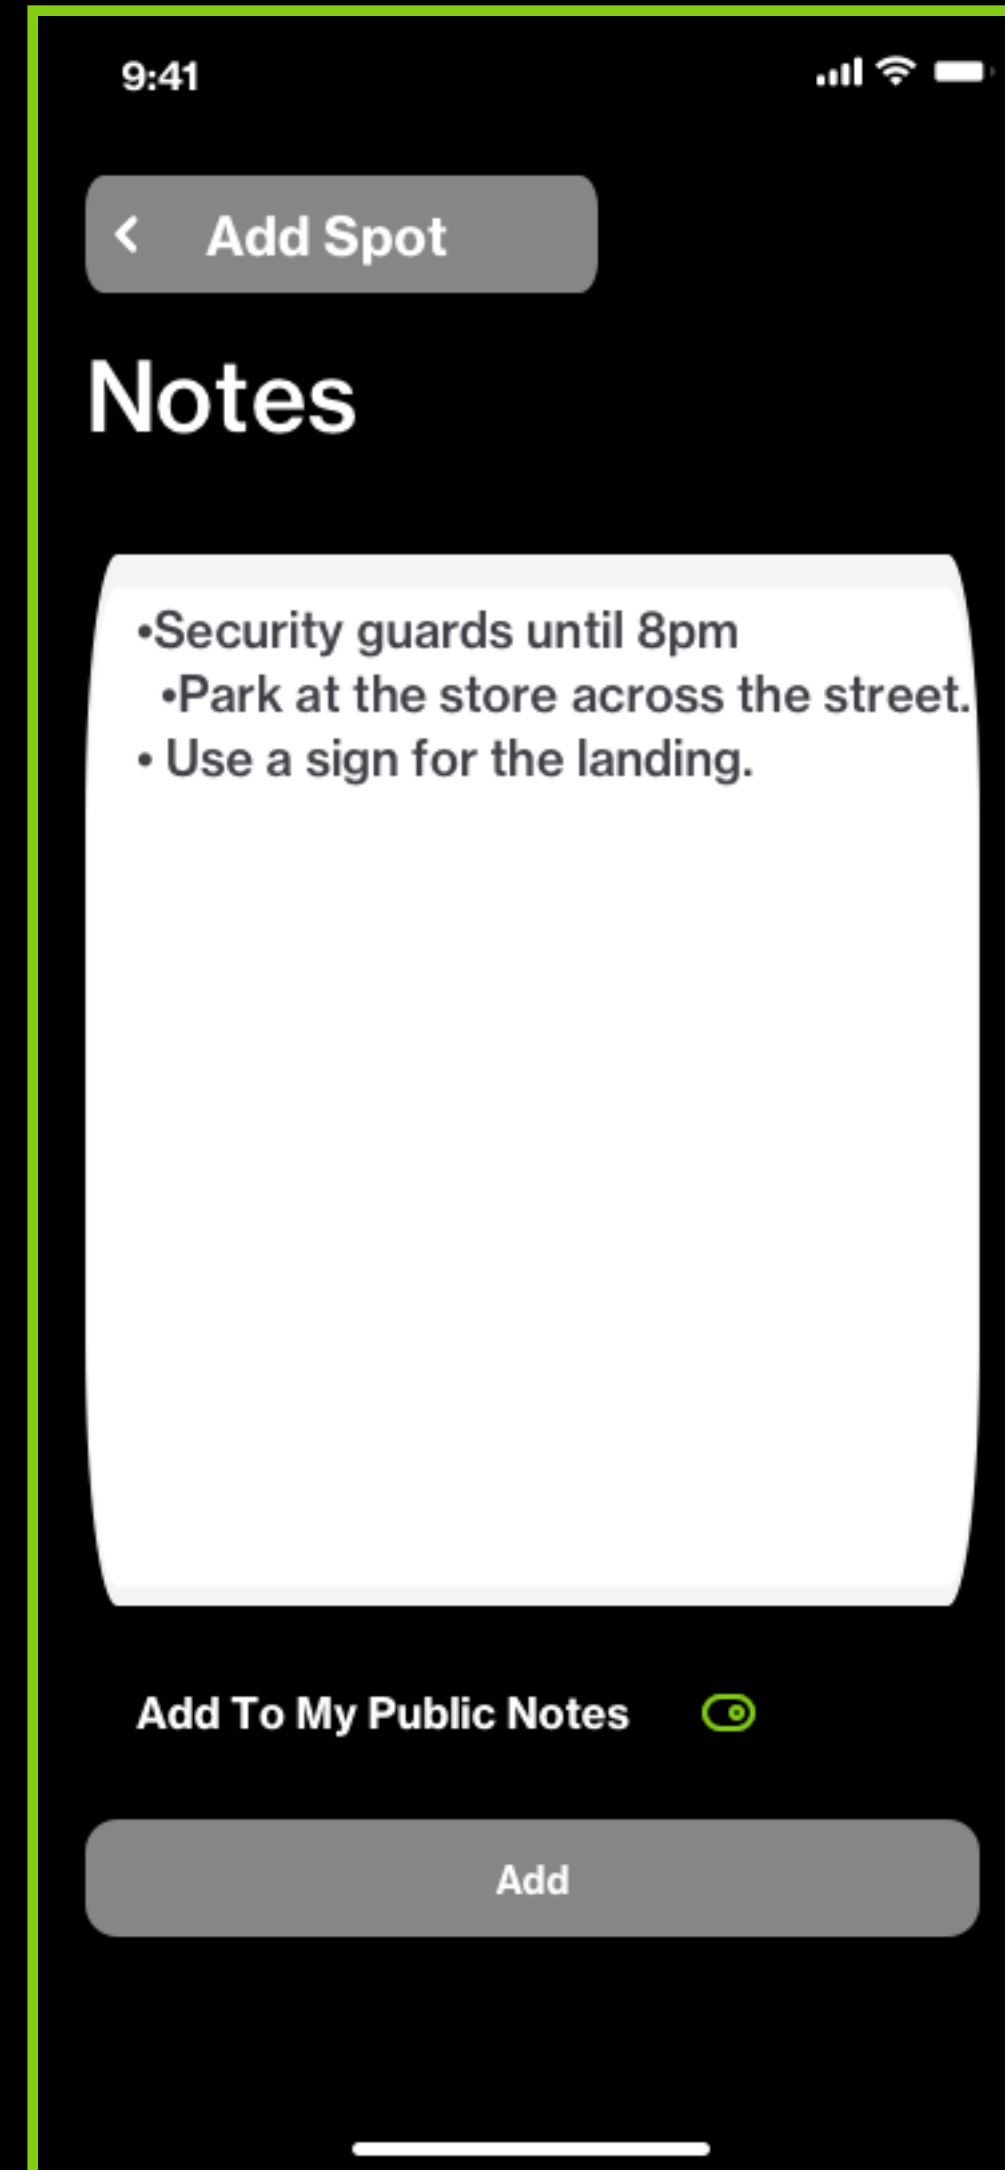 9:41
Add Spot
Notes
•Security guards until 8pm
•Park at the store across the street.
• Use a sign for the landing.
Add To My Public Notes
Add